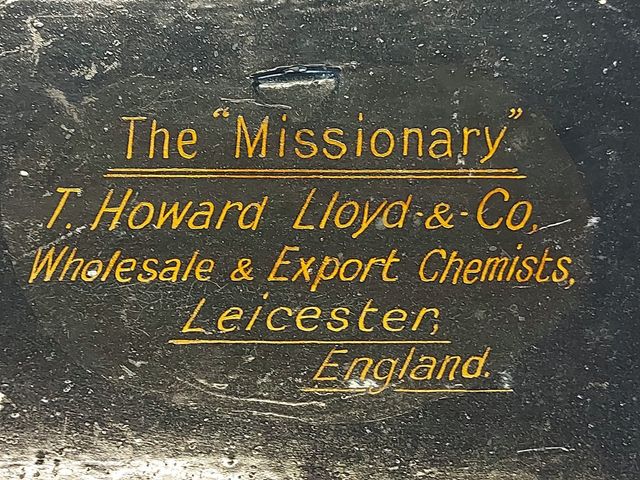 The "Missionary"
T. Howard Lloyd-&-Co,
Wholesale & Export Chemists,
Leicester,
England.